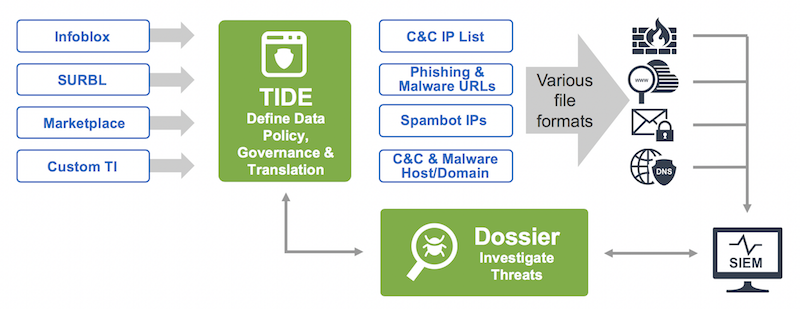 Infoblox
SURBL
Marketplace
Custom TI
TIDE
Define Data
Policy,
Governance &
Translation
C&C IP List
Phishing &
Malware URLs
Spambot IPs
C&C & Malware
Host/Domain
Various
file
formats
www
DNS
Dossier
Investigate
Threats
SIEM